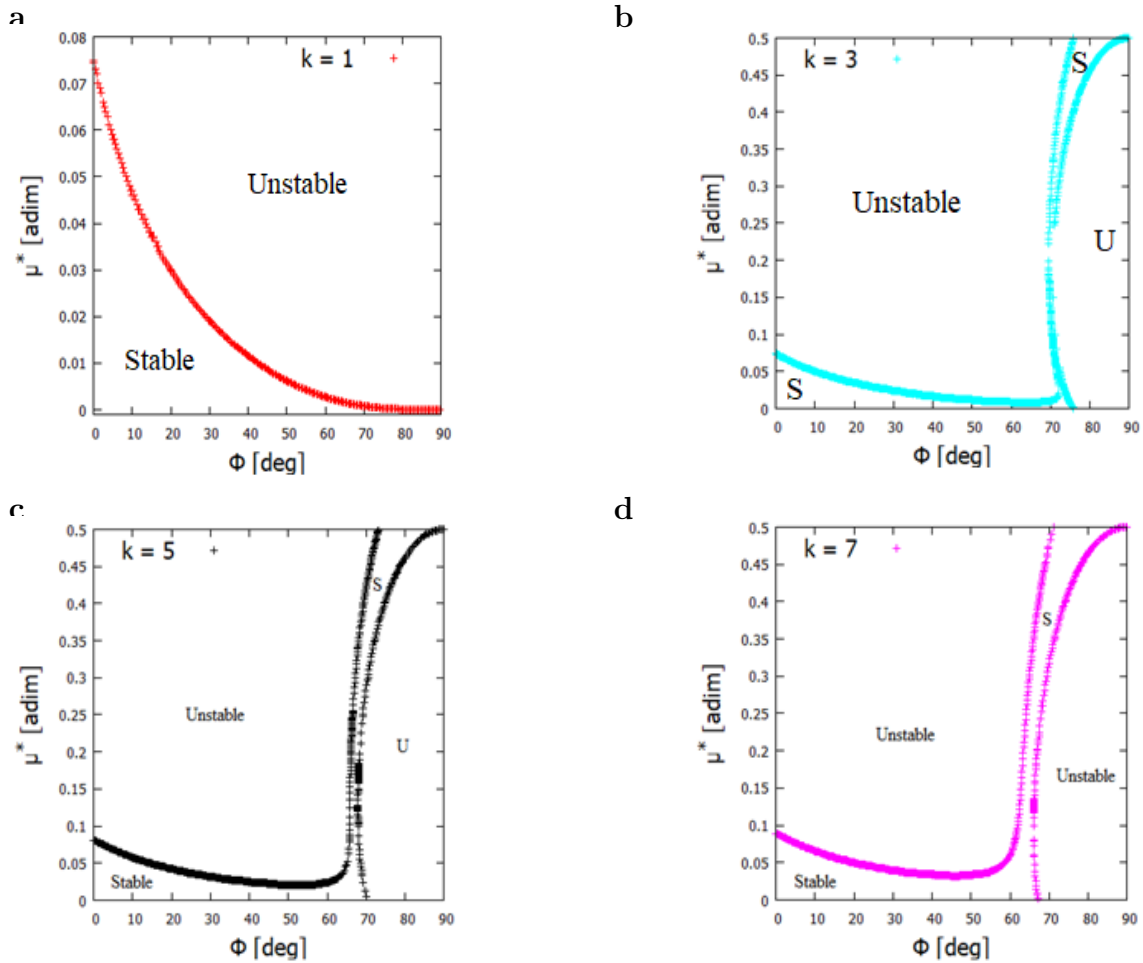 a
k = 1
0.08
0.07
0.06
0.05
0.04
0.03
0.02
0.01
0
μ* [adim]
Unstable
Stable
0 10 20 30 40 50 60 70 80 90
Φ [deg]
b
k = 3
0.5
0.45
0.4
0.35
0.3
0.25
0.2
0.15
0.1
0.05
0
μ* [adim]
S
Unstable
U
S
0 10 20 30 40 50 60 70 80 90
Φ [deg]
c
k = 5
0.5
0.45
0.4
0.35
0.3
0.25
0.2
0.15
0.1
0.05
0
μ* [adim]
S
Unstable
U
Stable
0 10 20 30 40 50 60 70 80 90
Φ [deg]
d
k = 7
0.5
0.45
0.4
0.35
0.3
0.25
0.2
0.15
0.1
0.05
0
μ* [adim]
S
Unstable
Unstable
Stable
0 10 20 30 40 50 60 70 80 90
Φ [deg]